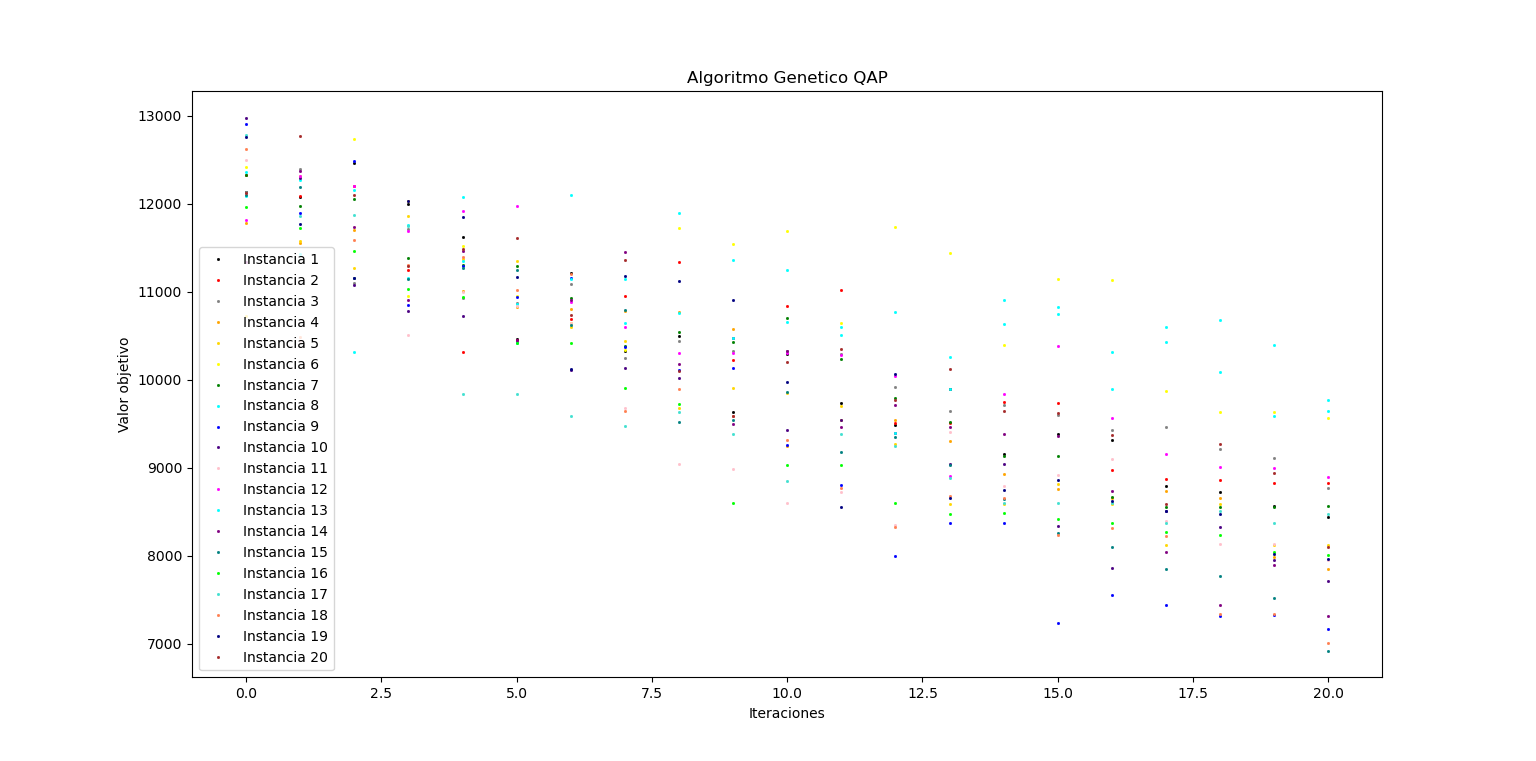 Algoritmo Genetico QAP
Valor objetivo
13000
12000
11000
10000
9000
8000
7000
Instancia 1
Instancia 2
Instancia 3
Instancia 4
Instancia 5
Instancia 6
Instancia 7
Instancia 8
Instancia 9
Instancia 10
Instancia 11
Instancia 12
Instancia 13
Instancia 14
Instancia 15
Instancia 16
Instancia 17
Instancia 18
Instancia 19
Instancia 20
0.0 2.5 5.0 7.5 10.0 12.5 15.0 17.5 20.0
Iteraciones